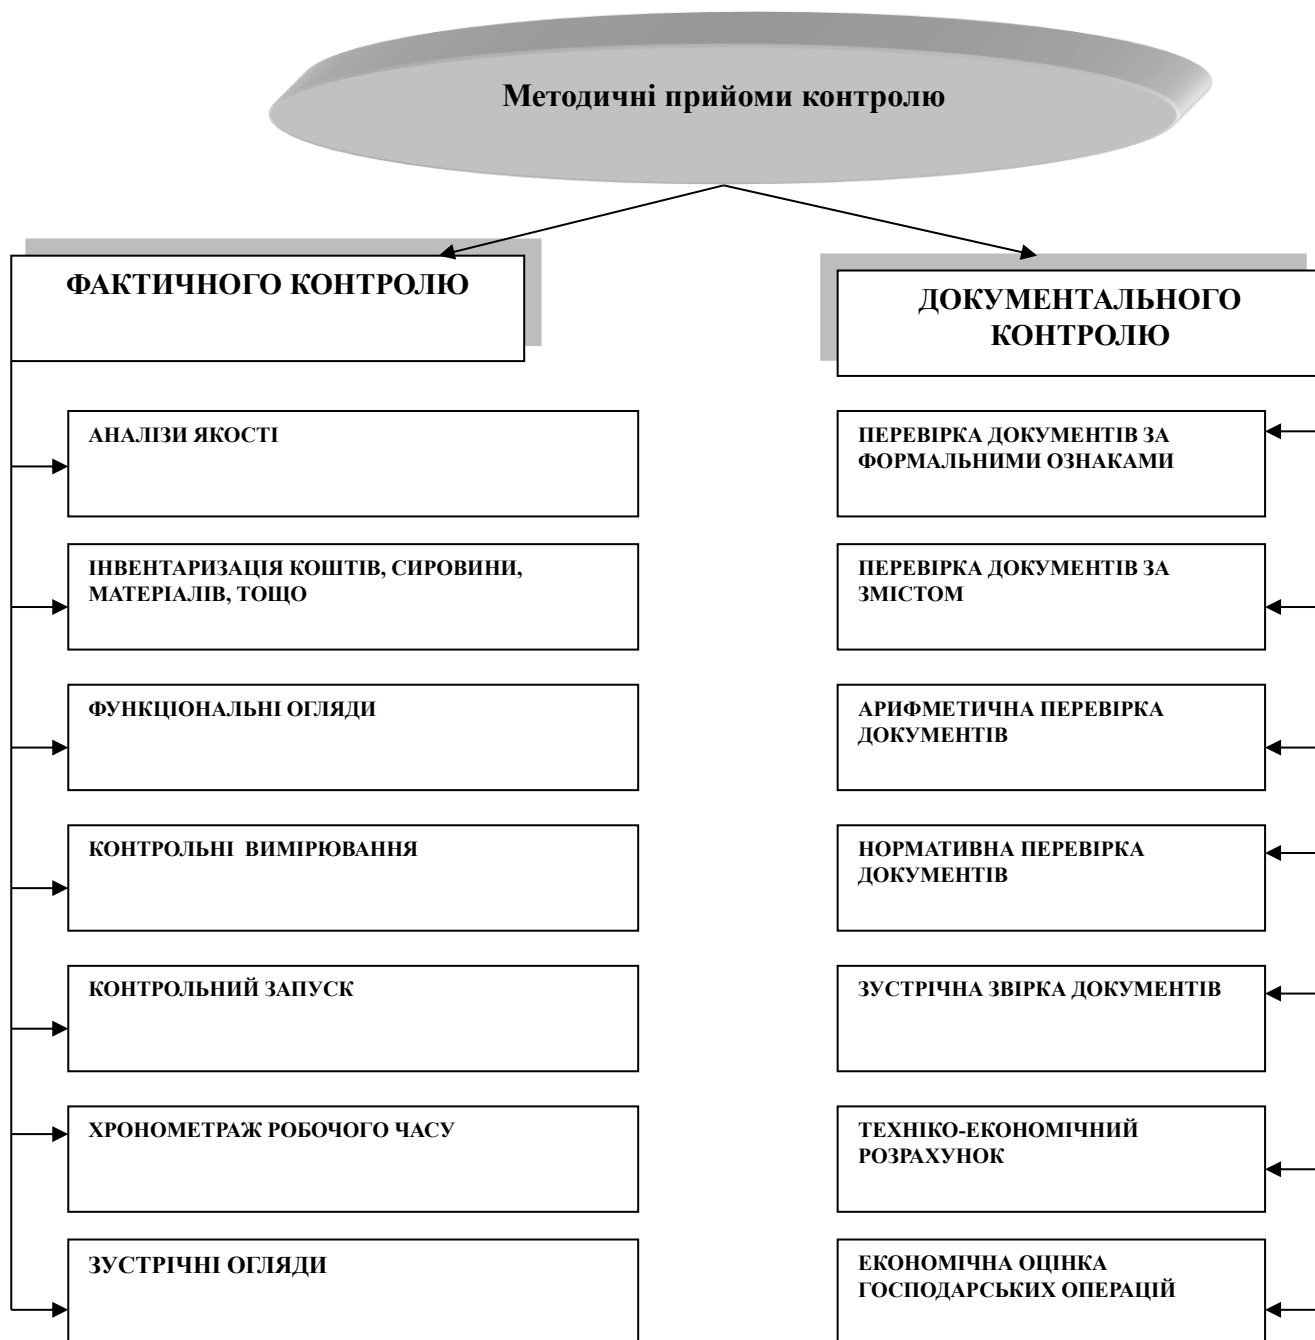 Методичні прийоми контролю
ФАКТИЧНОГО КОНТРОЛЮ
ДОКУМЕНТАЛЬНОГО
КОНТРОЛЮ
АНАЛІЗИ ЯКОСТІ
ПЕРЕВІРКА ДОКУМЕНТІВ ЗА
ФОРМАЛЬНИМИ ОЗНАКАМИ
ІНВЕНТАРИЗАЦІЯ КОШТІВ, СИРОВИНИ,
МАТЕРІАЛІВ, ТОЩО
ПЕРЕВІРКА ДОКУМЕНТІВ ЗА
ЗМІСТОМ
ФУНКЦІОНАЛЬНІ ОГЛЯДИ
АРИФМЕТИЧНА ПЕРЕВІРКА
ДОКУМЕНТІВ
КОНТРОЛЬНІ  ВИМІРЮВАННЯ
НОРМАТИВНА ПЕРЕВІРКА
ДОКУМЕНТІВ
КОНТРОЛЬНИЙ ЗАПУСК
ЗУСТРІЧНА ЗВІРКА ДОКУМЕНТІВ
ХРОНОМЕТРАЖ РОБОЧОГО ЧАСУ
ТЕХНІКО-ЕКОНОМІЧНИЙ
РОЗРАХУНОК
ЗУСТРІЧНІ ОГЛЯДИ
ЕКОНОМІЧНА ОЦІНКА
ГОСПОДАРСЬКИХ ОПЕРАЦІЙ